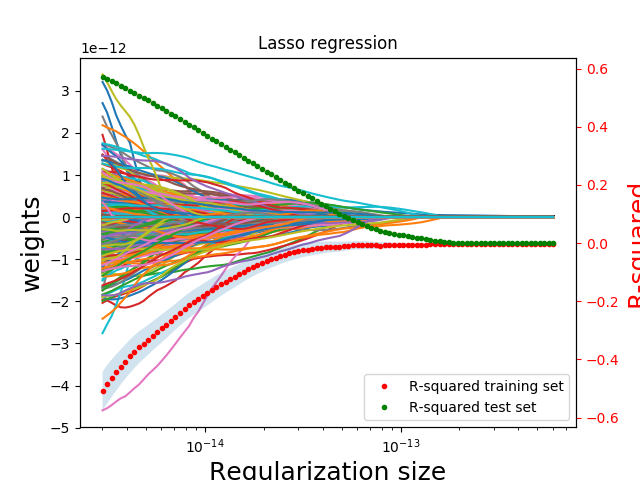 Lasso regression
1e−12
3
2
1
0
−1
−2
−3
−4
−5
weights
0.6
0.4
0.2
0.0
−0.2
−0.4
−0.6
R-squared
R-squared training set
R-squared test set
10⁻¹⁴
10⁻¹³
Regularization size